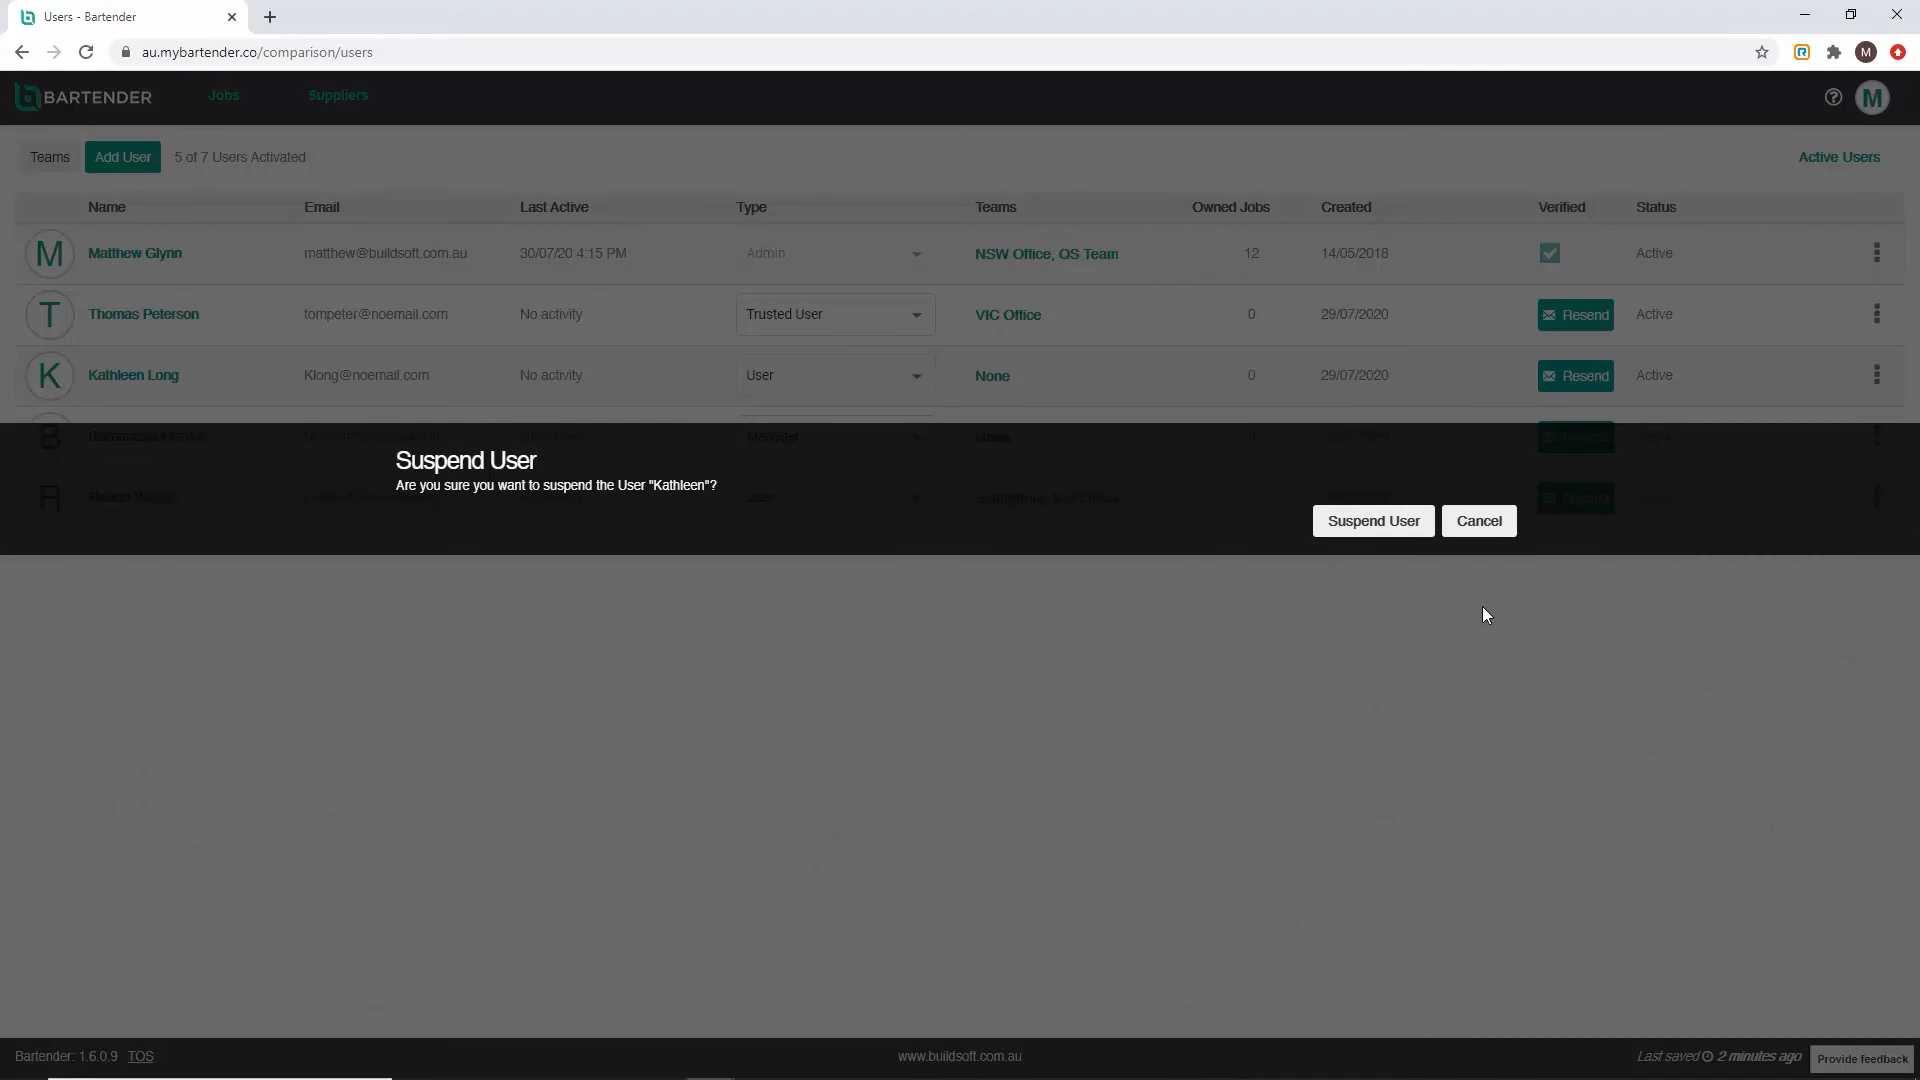 Users - Bartender
au.mybartender.co/comparison/users
M
BARTENDER Jobs Suppliers M
Teams Add User 5 of 7 Users Activated Active Users
Name Email Last Active Type Teams Owned Jobs Created Verified Status
M Matthew Glynn matthew@buildsoft.com.au 30/07/20 4:15 PM Admin NSW Office, QS Team 12 14/05/2018 Active
T Thomas Peterson tompeter@noemail.com No activity Trusted User VIC Office 0 29/07/2020 Resend Active
K Kathleen Long Klong@noemail.com No activity User None 0 29/07/2020 Resend Active
B Manager
Suspend User
Are you sure you want to suspend the User "Kathleen"?
R
Suspend User Cancel
Bartender: 1.6.0.9 TOS www.buildsoft.com.au Last saved 2 minutes ago Provide feedback